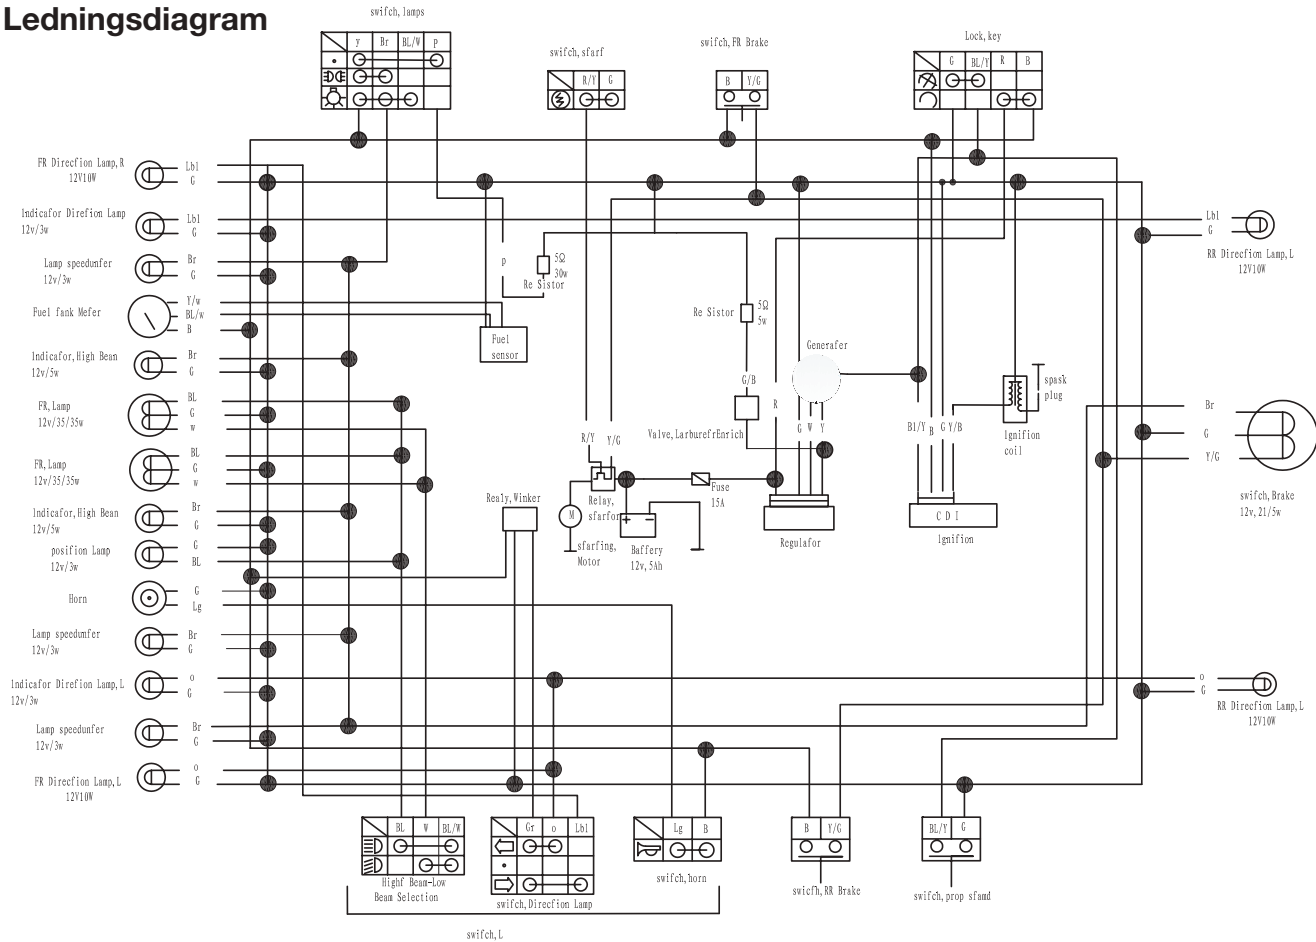 Ledningsdiagram
swifch, lamps
y Br BL/W P
swifch, sfarf
R/Y G
swifch, FR Brake
B Y/G
Lock, key
G BL/Y R B
FR Direcfion Lamp, R
12V10W
Lbl
G
Indicafor Direfion Lamp
12v/3w
Lbl
G
Lamp speedunfer
12v/3w
Br
G
Fuel fank Mefer
Y/w
BL/w
B
Indicafor, High Bean
12v/5w
Br
G
FR, Lamp
12v/35/35w
BL
G
w
FR, Lamp
12v/35/35w
BL
G
w
Indicafor, High Bean
12v/5w
Br
G
posifion Lamp
12v/3w
G
BL
Horn
G
Lg
Lamp speedunfer
12v/3w
Br
G
Indicafor Direfion Lamp, L
12v/3w
o
G
Lamp speedunfer
12v/3w
Br
G
FR Direcfion Lamp, L
12V10W
o
G
P
5Ω
30w
Re Sistor
Fuel
sensor
Re Sistor
5Ω
5w
G/B
Valve, LarburefrEnrich
Generafer
R
G W Y
R/Y Y/G
Realy, Winker
Relay,
sfarfor
M
sfarfing,
Motor
+ -
Baffery
12v, 5Ah
Fuse
15A
Regulafor
Bl/Y B G Y/B
C D I
Ignifion
Ignifion
coil
spask
plug
Lbl
G
RR Direcfion Lamp, L
12V10W
Br
G
Y/G
swifch, Brake
12v, 21/5w
o
G
RR Direcfion Lamp, L
12V10W
BL W BL/W
Highf Beam-Low
Beam Selection
Gr o Lbl
swifch, Direcfion Lamp
Lg B
swifch, horn
B Y/G
swicfh, RR Brake
BL/Y G
swifch, prop sfamd
swifch, L